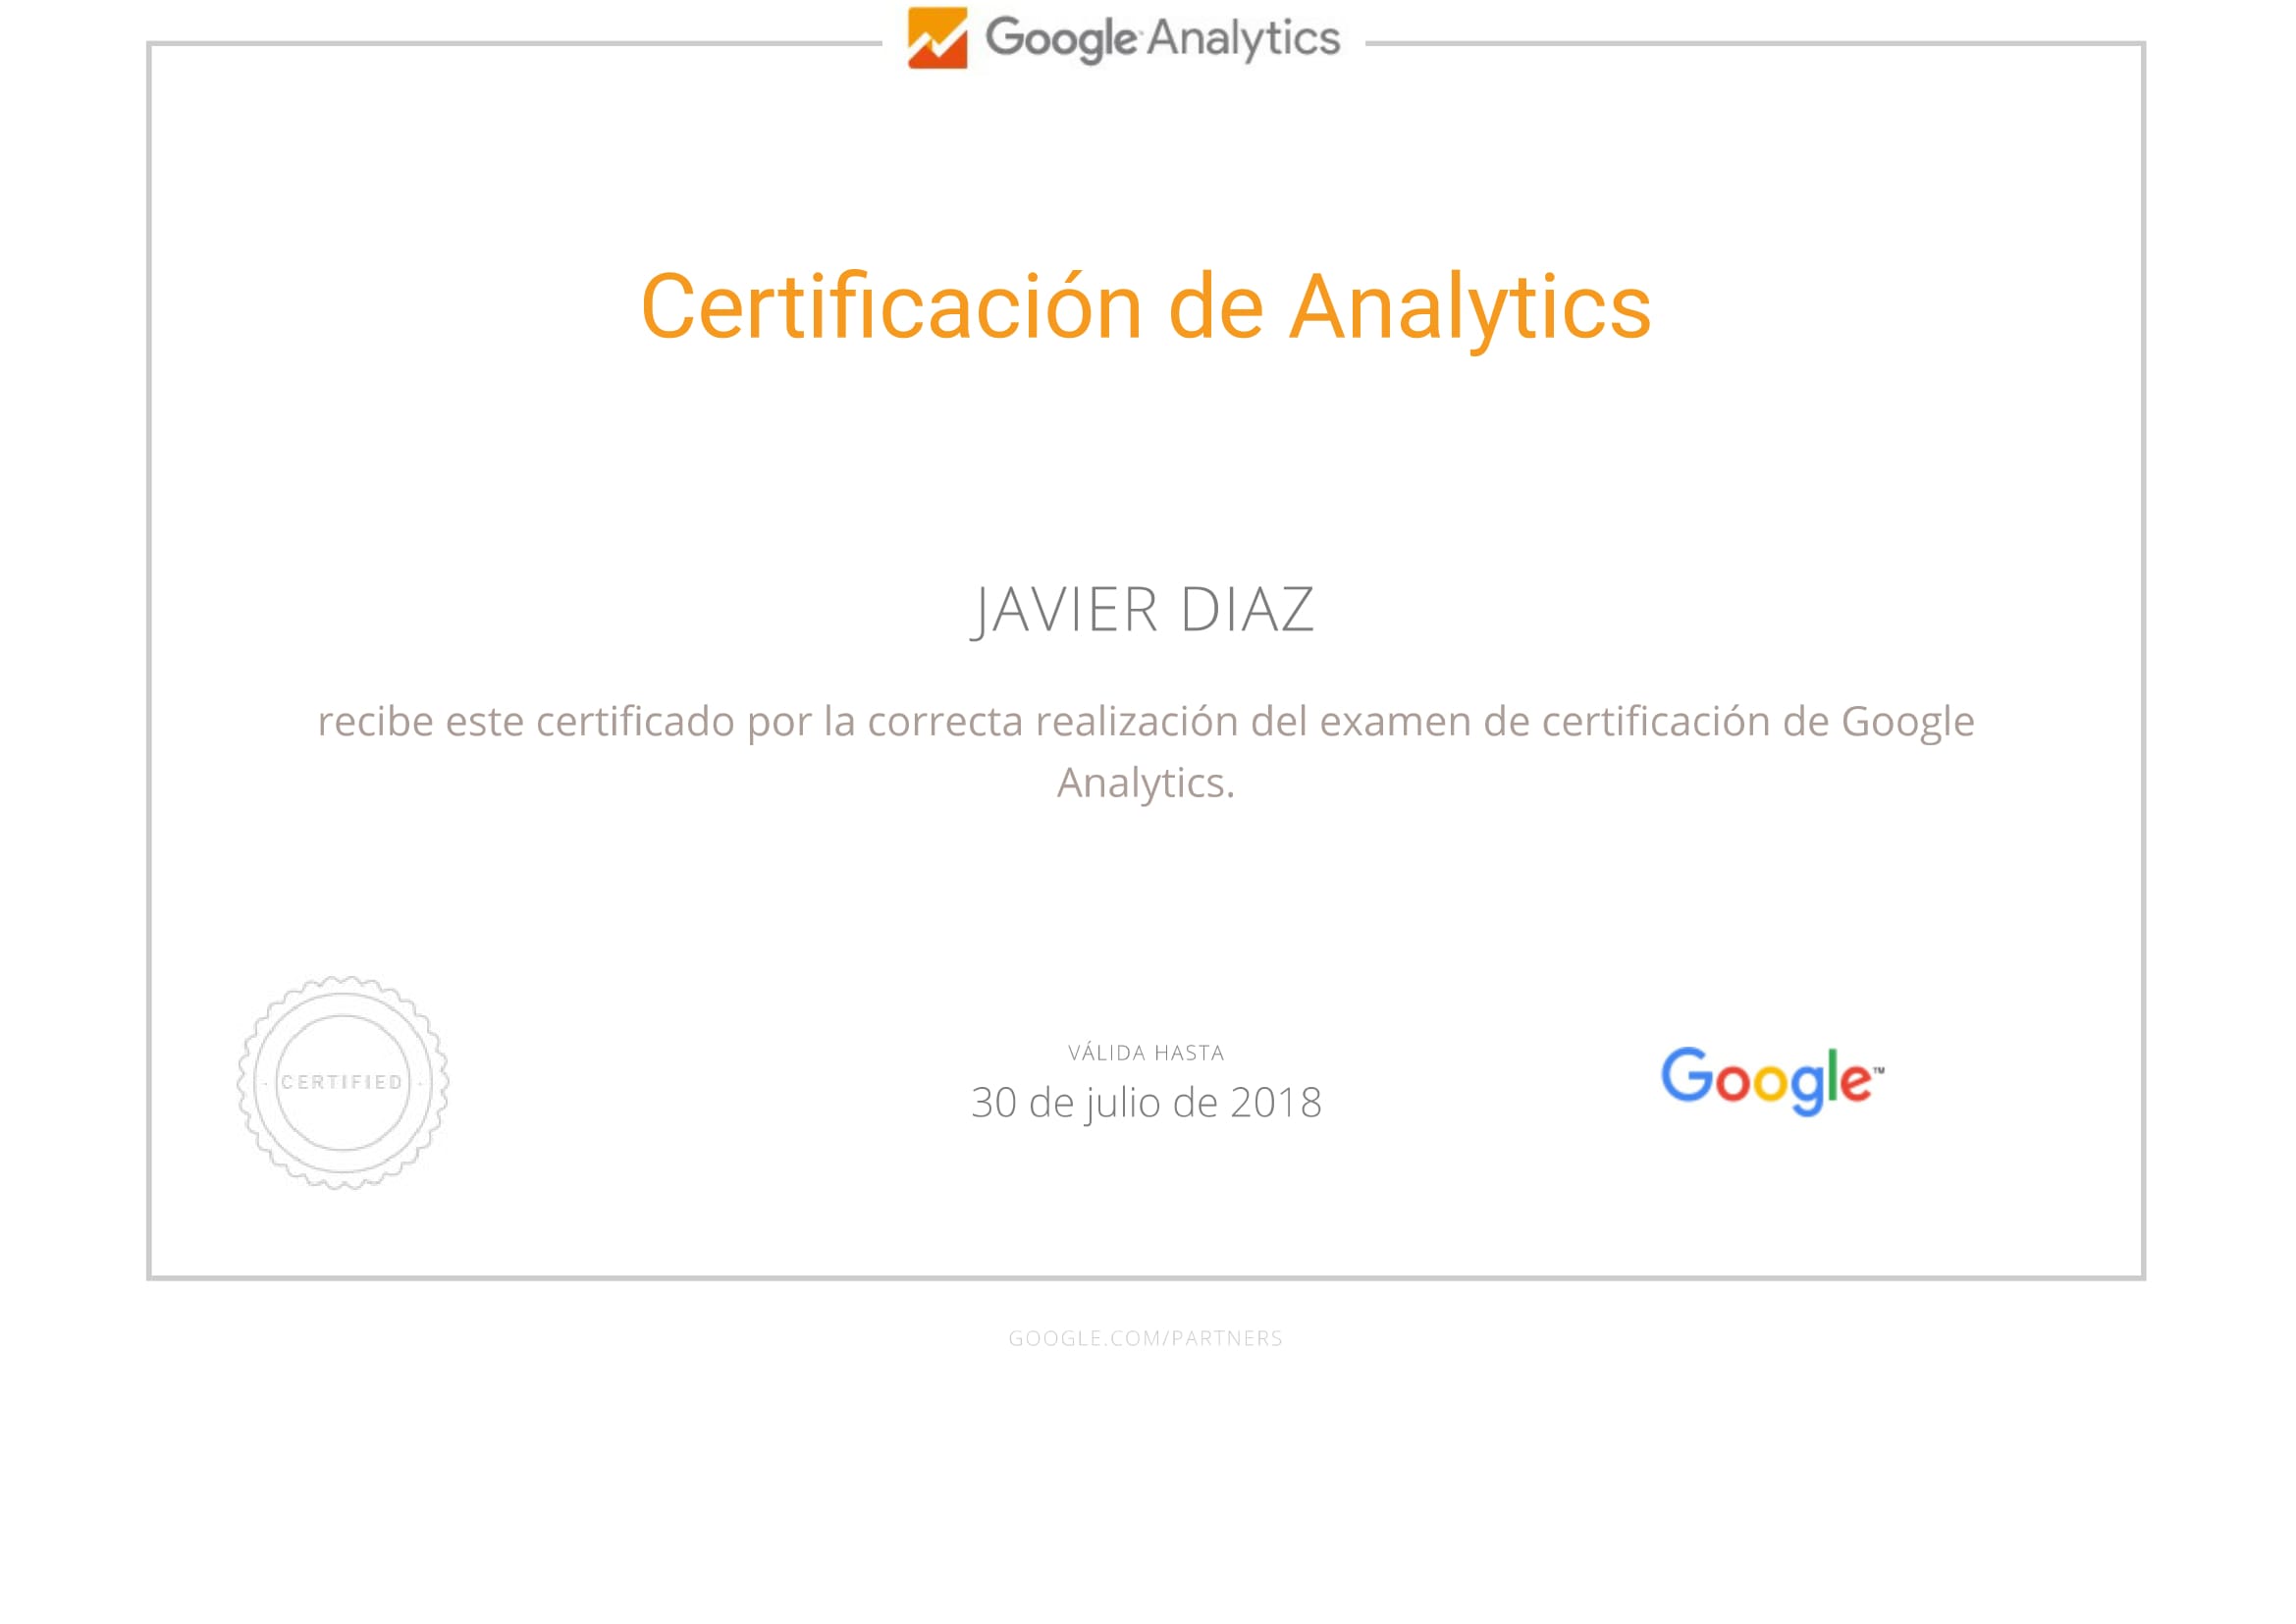 Google Analytics
Certificación de Analytics
JAVIER DIAZ
recibe este certificado por la correcta realización del examen de certificación de Google
Analytics.
CERTIFIED
VÁLIDA HASTA
30 de julio de 2018
Google™
GOOGLE.COM/PARTNERS